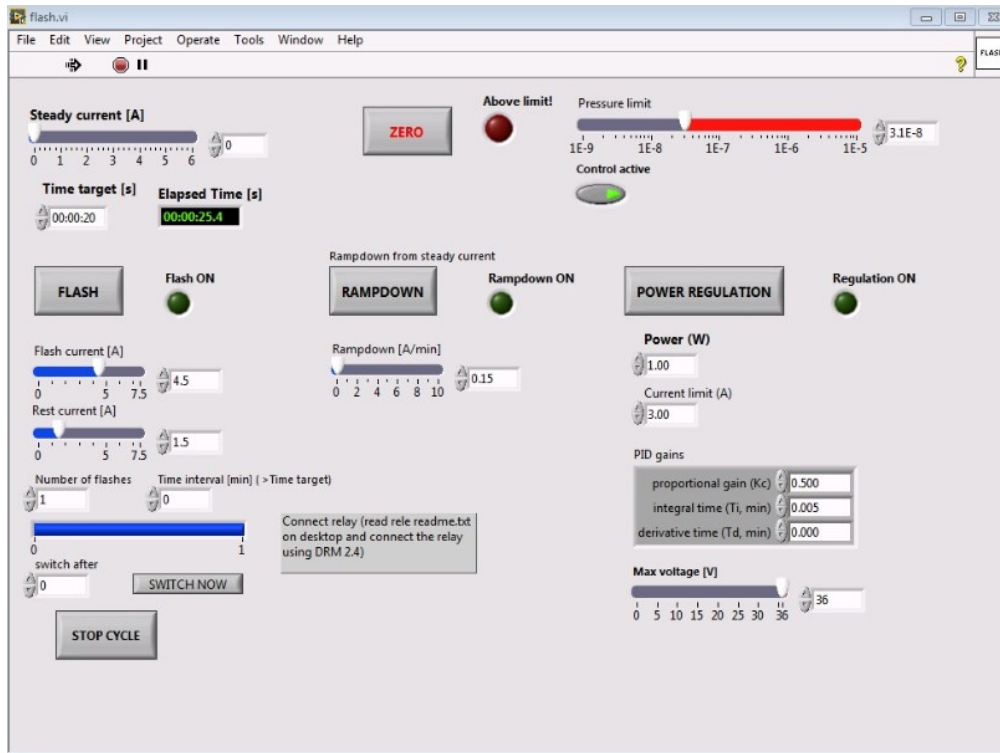 flash.vi
File Edit View Project Operate Tools Window Help
FLASH
Steady current [A]
0 1 2 3 4 5 6
0
ZERO
Above limit!
Pressure limit
1E-9 1E-8 1E-7 1E-6 1E-5
3.1E-8
Control active
Time target [s]
00:00:20
Elapsed Time [s]
00:00:25.4
FLASH
Flash ON
Rampdown from steady current
RAMPDOWN
Rampdown ON
POWER REGULATION
Regulation ON
Flash current [A]
0 5 7.5
4.5
Rest current [A]
0 5 7.5
1.5
Rampdown [A/min]
0 2 4 6 8 10
0.15
Power (W)
1.00
Current limit (A)
3.00
PID gains
proportional gain (Kc) 0.500
integral time (Ti, min) 0.005
derivative time (Td, min) 0.000
Number of flashes
1
Time interval [min] ( >Time target)
0
0 1
switch after
0
SWITCH NOW
Connect relay (read rele readme.txt
on desktop and connect the relay
using DRM 2.4)
Max voltage [V]
0 5 10 15 20 25 30 36
36
STOP CYCLE